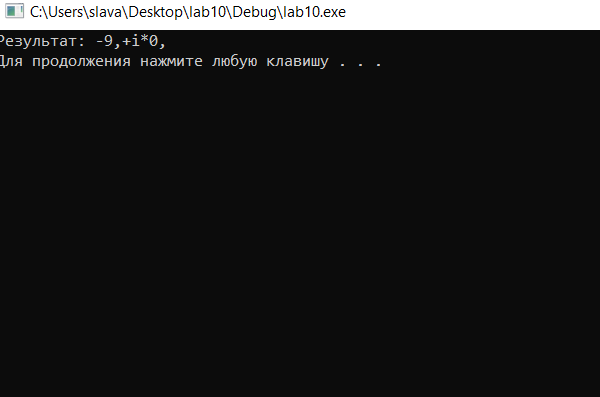 C:\Users\slava\Desktop\lab10\Debug\lab10.exe
Результат: -9,+i*0,
Для продолжения нажмите любую клавишу . . .